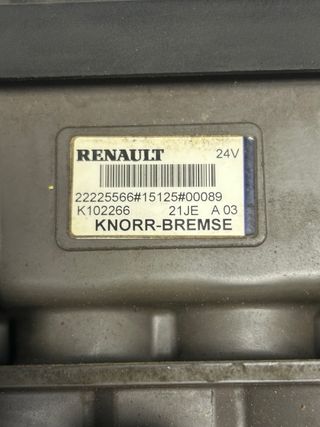 RENAULT 24V
22225566#15125#00089
K102266 21JE A 03
KNORR-BREMSE